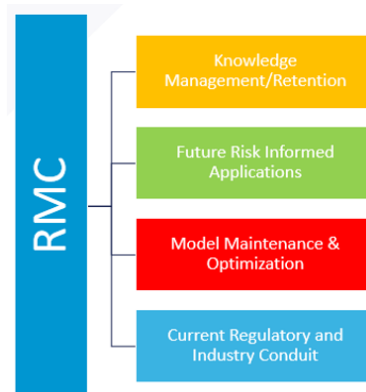 RMC
Knowledge
Management/Retention
Future Risk Informed
Applications
Model Maintenance &
Optimization
Current Regulatory and
Industry Conduit